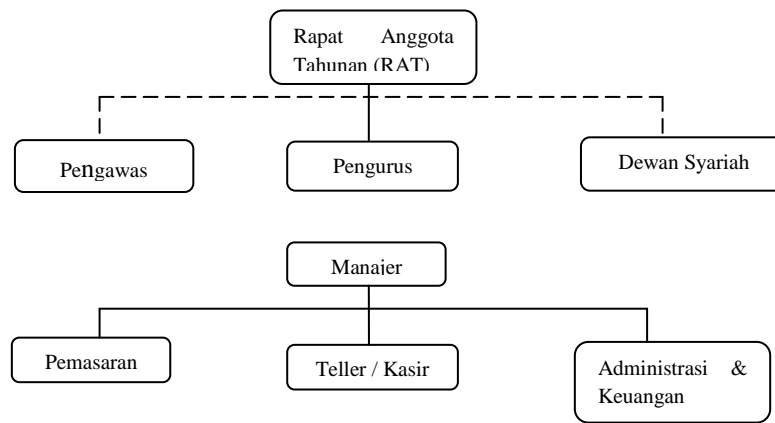 Rapat Anggota
Tahunan (RAT)
Pengawas
Pengurus
Dewan Syariah
Manajer
Pemasaran
Teller / Kasir
Administrasi &
Keuangan